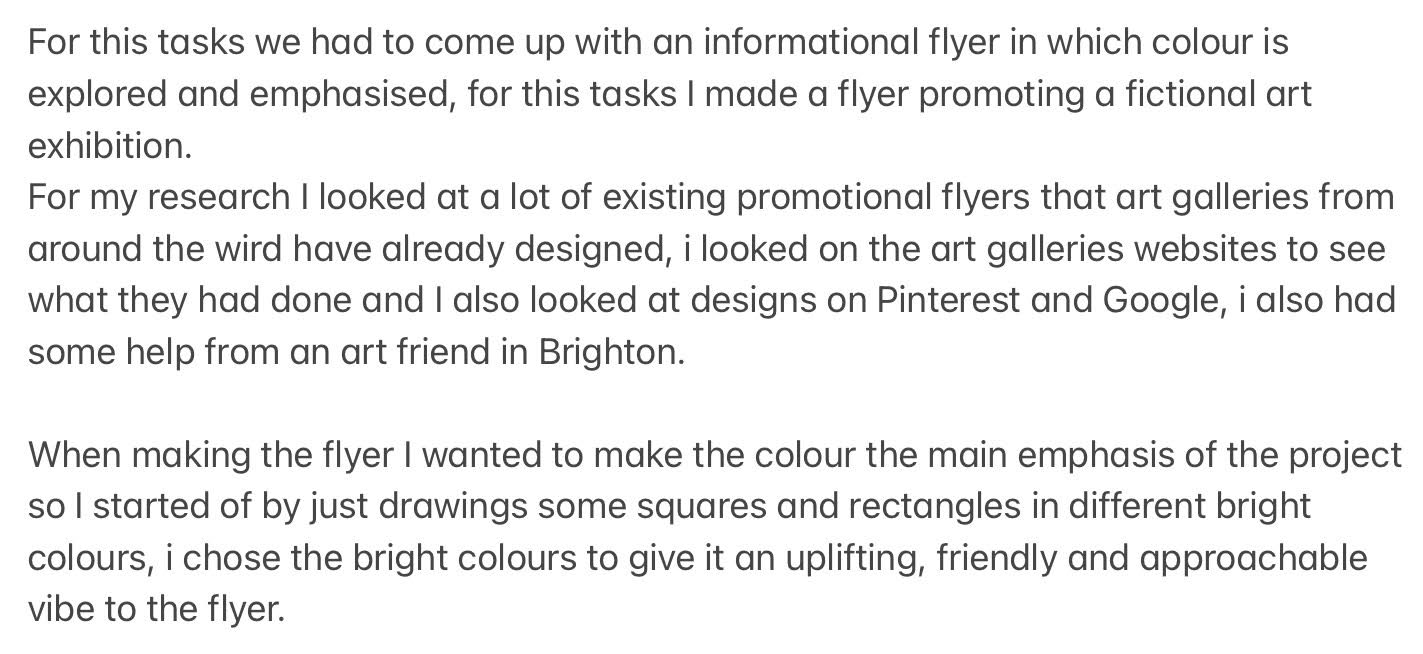 For this tasks we had to come up with an informational flyer in which colour is
explored and emphasised, for this tasks I made a flyer promoting a fictional art
exhibition.
For my research I looked at a lot of existing promotional flyers that art galleries from
around the wird have already designed, i looked on the art galleries websites to see
what they had done and I also looked at designs on Pinterest and Google, i also had
some help from an art friend in Brighton.
When making the flyer I wanted to make the colour the main emphasis of the project
so I started of by just drawings some squares and rectangles in different bright
colours, i chose the bright colours to give it an uplifting, friendly and approachable
vibe to the flyer.